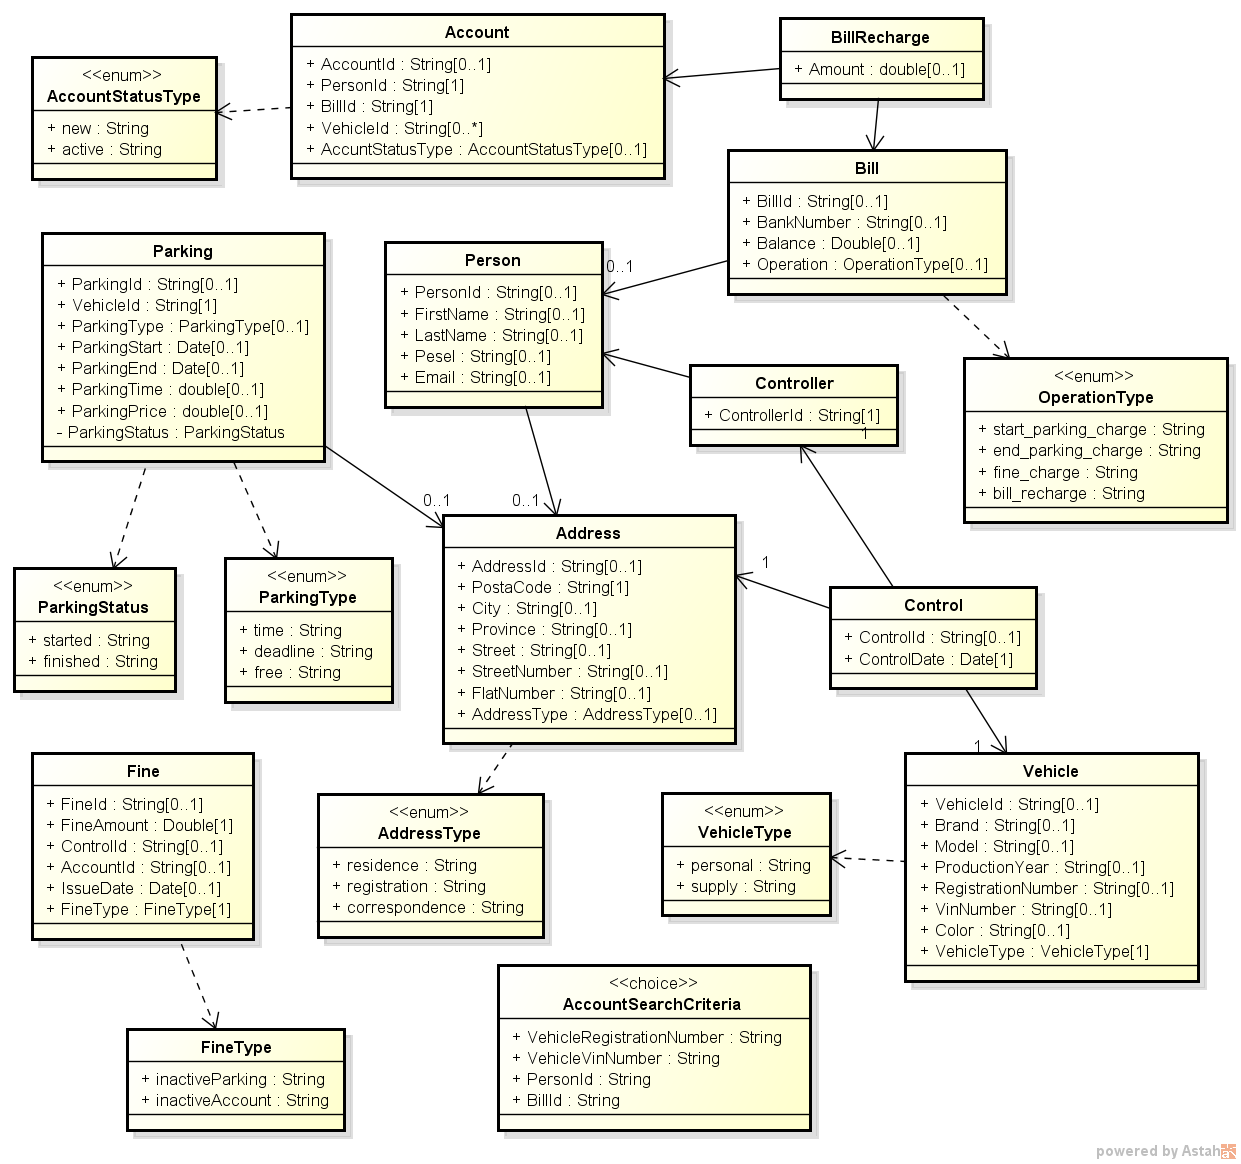 Account
+ AccountId : String[0..1]
+ PersonId : String[1]
+ BillId : String[1]
+ VehicleId : String[0..*]
+ AccuntStatusType : AccountStatusType[0..1]
BillRecharge
+ Amount : double[0..1]
<<enum>>
AccountStatusType
+ new : String
+ active : String
Bill
+ BillId : String[0..1]
+ BankNumber : String[0..1]
+ Balance : Double[0..1]
+ Operation : OperationType[0..1]
Parking
+ ParkingId : String[0..1]
+ VehicleId : String[1]
+ ParkingType : ParkingType[0..1]
+ ParkingStart : Date[0..1]
+ ParkingEnd : Date[0..1]
+ ParkingTime : double[0..1]
+ ParkingPrice : double[0..1]
- ParkingStatus : ParkingStatus
Person
+ PersonId : String[0..1]
+ FirstName : String[0..1]
+ LastName : String[0..1]
+ Pesel : String[0..1]
+ Email : String[0..1]
0..1
Controller
+ ControllerId : String[1]
1
<<enum>>
OperationType
+ start_parking_charge : String
+ end_parking_charge : String
+ fine_charge : String
+ bill_recharge : String
0..1
0..1
Address
+ AddressId : String[0..1]
+ PostaCode : String[1]
+ City : String[0..1]
+ Province : String[0..1]
+ Street : String[0..1]
+ StreetNumber : String[0..1]
+ FlatNumber : String[0..1]
+ AddressType : AddressType[0..1]
1
<<enum>>
ParkingStatus
+ started : String
+ finished : String
<<enum>>
ParkingType
+ time : String
+ deadline : String
+ free : String
Control
+ ControlId : String[0..1]
+ ControlDate : Date[1]
1
Fine
+ FineId : String[0..1]
+ FineAmount : Double[1]
+ ControlId : String[0..1]
+ AccountId : String[0..1]
+ IssueDate : Date[0..1]
+ FineType : FineType[1]
<<enum>>
AddressType
+ residence : String
+ registration : String
+ correspondence : String
<<enum>>
VehicleType
+ personal : String
+ supply : String
Vehicle
+ VehicleId : String[0..1]
+ Brand : String[0..1]
+ Model : String[0..1]
+ ProductionYear : String[0..1]
+ RegistrationNumber : String[0..1]
+ VinNumber : String[0..1]
+ Color : String[0..1]
+ VehicleType : VehicleType[1]
<<choice>>
AccountSearchCriteria
+ VehicleRegistrationNumber : String
+ VehicleVinNumber : String
+ PersonId : String
+ BillId : String
FineType
+ inactiveParking : String
+ inactiveAccount : String
powered by Astah